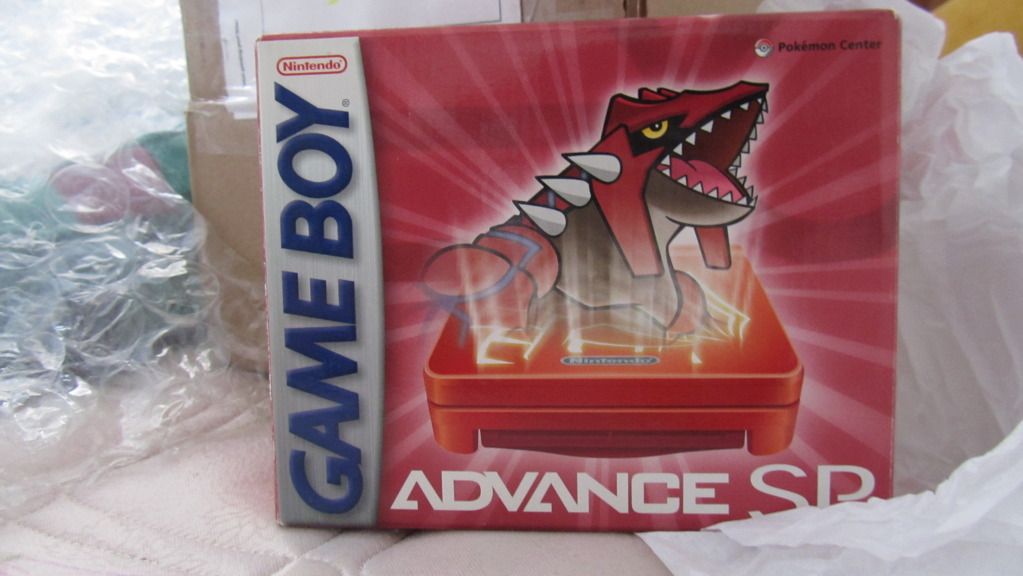 Nintendo®
GAME BOY®
Pokémon Center
Nintendo
ADVANCE SP